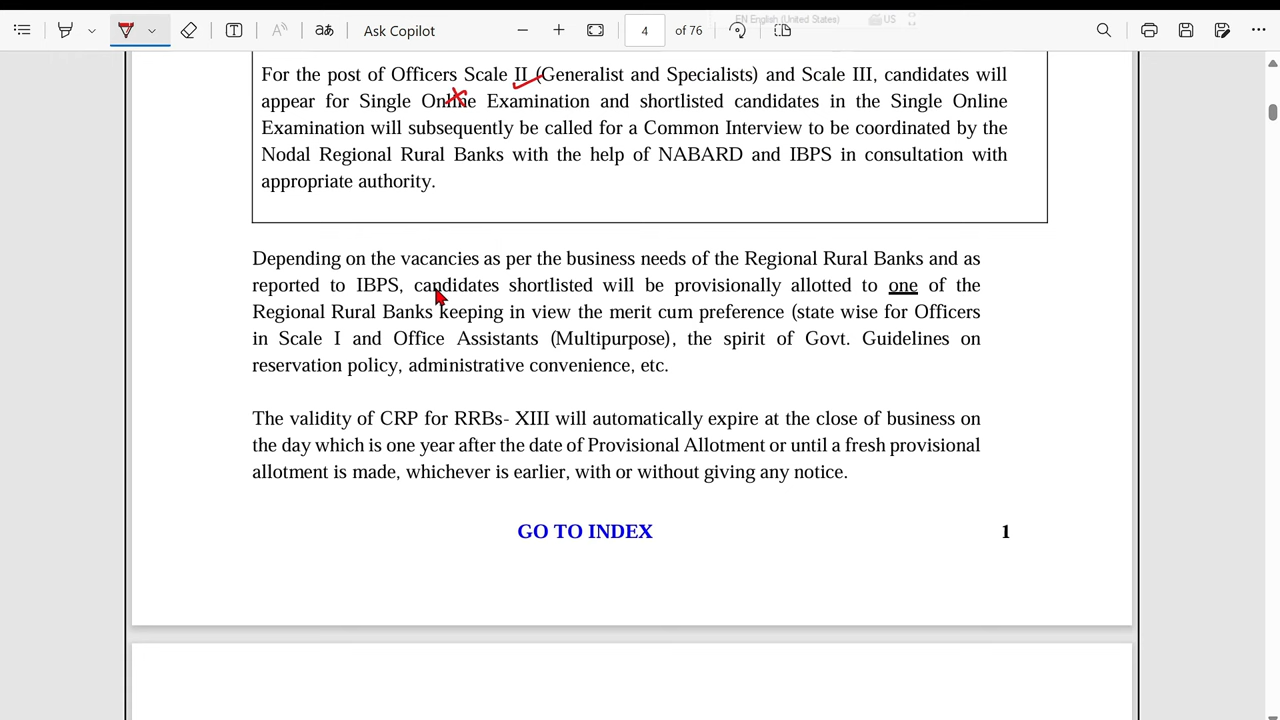 Ask Copilot
4 of 76
EN English (United States)
US
For the post of Officers Scale II (Generalist and Specialists) and Scale III, candidates will
appear for Single Online Examination and shortlisted candidates in the Single Online
Examination will subsequently be called for a Common Interview to be coordinated by the
Nodal Regional Rural Banks with the help of NABARD and IBPS in consultation with
appropriate authority.
Depending on the vacancies as per the business needs of the Regional Rural Banks and as
reported to IBPS, candidates shortlisted will be provisionally allotted to one of the
Regional Rural Banks keeping in view the merit cum preference (state wise for Officers
in Scale I and Office Assistants (Multipurpose), the spirit of Govt. Guidelines on
reservation policy, administrative convenience, etc.
The validity of CRP for RRBs- XIII will automatically expire at the close of business on
the day which is one year after the date of Provisional Allotment or until a fresh provisional
allotment is made, whichever is earlier, with or without giving any notice.
GO TO INDEX 1